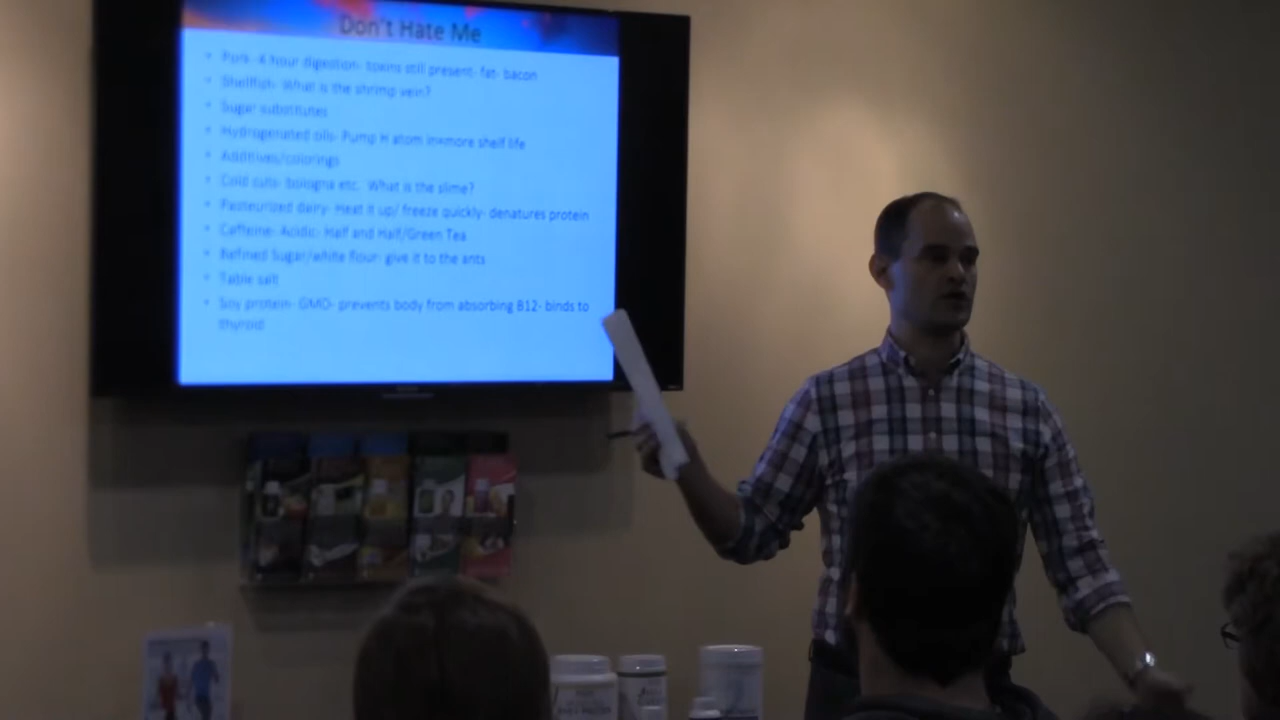 Don't Hate Me
• Pork- 4 hour digestion- toxins still present- fat- bacon
• Shellfish- What is the shrimp vein?
• Sugar substitutes
• Hydrogenated oils- Pump H atom in=more shelf life
• Additives/colorings
• Cold cuts- bologna etc. What is the slime?
• Pasteurized dairy- Heat it up/ freeze quickly- denatures protein
• Caffeine- Acidic- Half and Half/Green Tea
• Refined Sugar/white flour- give it to the ants
• Table salt
• Soy protein- GMO- prevents body from absorbing B12- binds to
thyroid